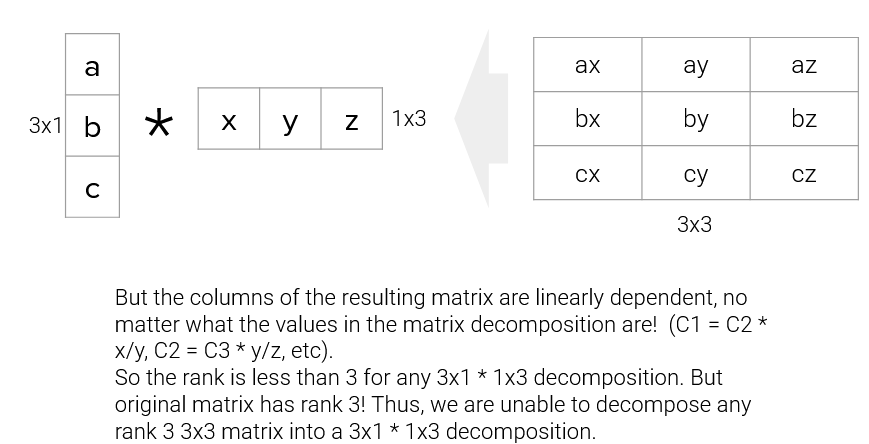 a
3x1 b * x y z 1x3
c
ax ay az
bx by bz
cx cy cz
3x3
But the columns of the resulting matrix are linearly dependent, no
matter what the values in the matrix decomposition are! (C1 = C2 *
x/y, C2 = C3 * y/z, etc).
So the rank is less than 3 for any 3x1 * 1x3 decomposition. But
original matrix has rank 3! Thus, we are unable to decompose any
rank 3 3x3 matrix into a 3x1 * 1x3 decomposition.